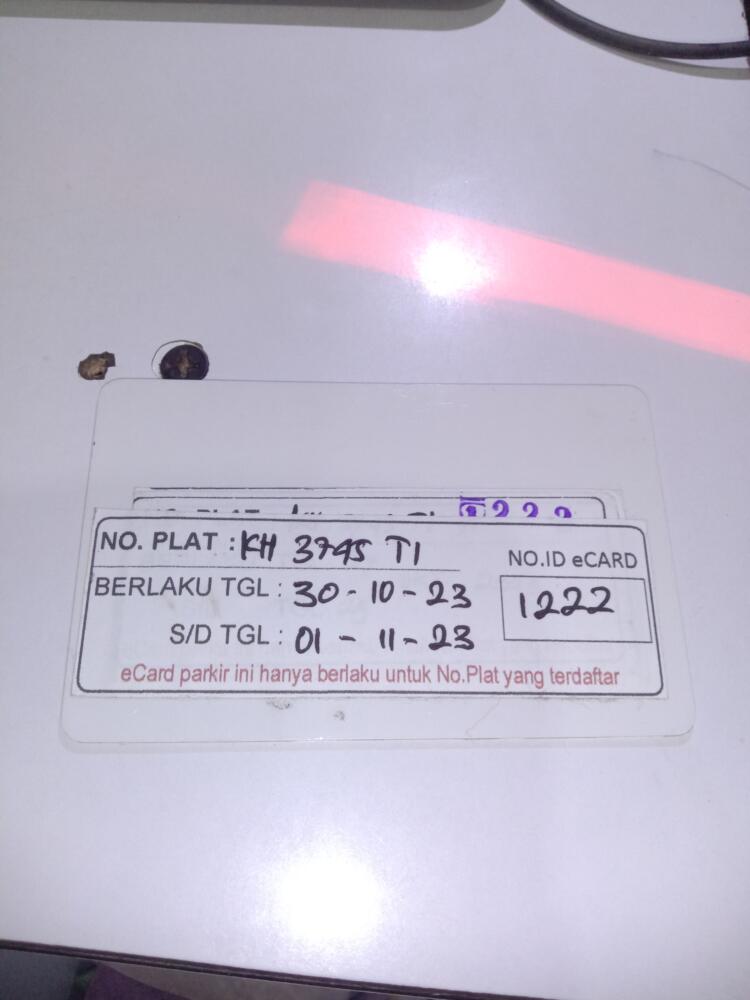 222
NO. PLAT : KH 3745 TI
NO.ID eCARD
BERLAKU TGL : 30 - 10 - 23
1222
S/D TGL : 01 - 11 - 23
eCard parkir ini hanya berlaku untuk No.Plat yang terdaftar